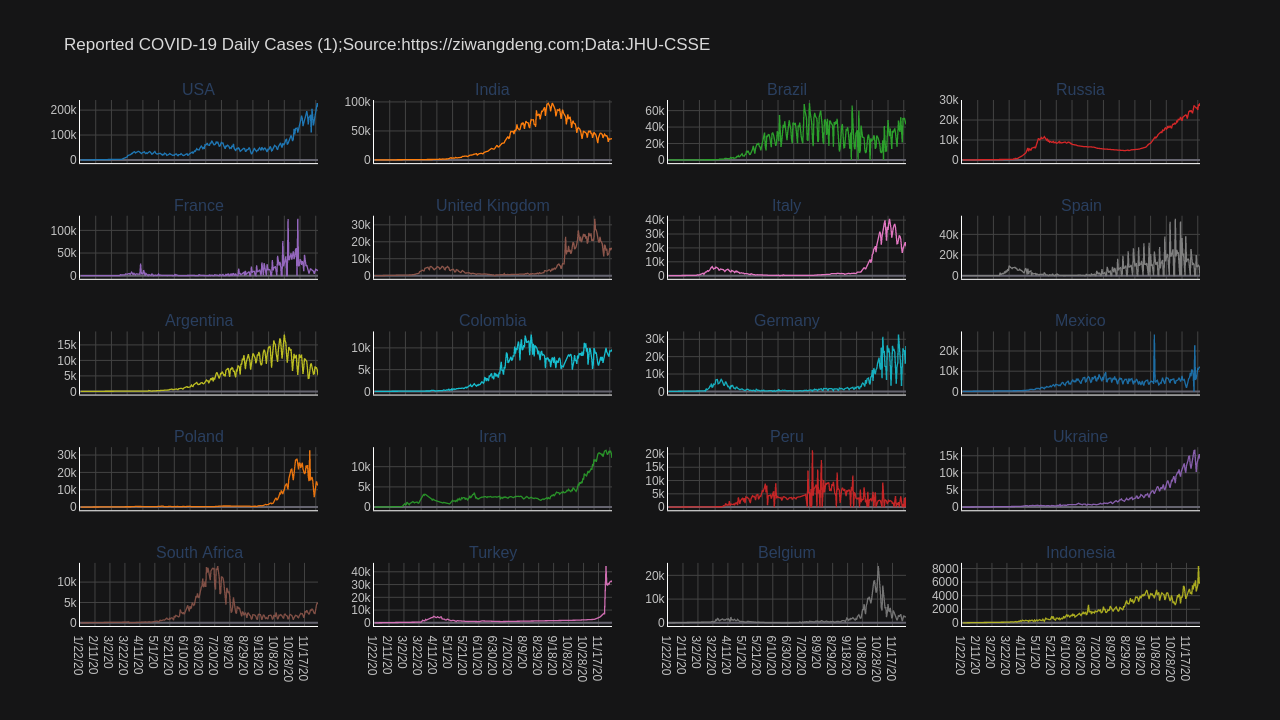 Reported COVID-19 Daily Cases (1);Source:https://ziwangdeng.com;Data:JHU-CSSE
USA
India
Brazil
Russia
200k
100k
0
100k
50k
0
60k
40k
20k
0
30k
20k
10k
0
France
United Kingdom
Italy
Spain
100k
50k
0
30k
20k
10k
0
40k
30k
20k
10k
0
40k
20k
0
Argentina
Colombia
Germany
Mexico
15k
10k
5k
0
10k
5k
0
30k
20k
10k
0
20k
10k
0
Poland
Iran
Peru
Ukraine
30k
20k
10k
0
10k
5k
0
20k
15k
10k
5k
0
15k
10k
5k
0
South Africa
Turkey
Belgium
Indonesia
10k
5k
0
40k
30k
20k
10k
0
20k
10k
0
8000
6000
4000
2000
0
1/22/20
2/11/20
3/2/20
3/22/20
4/11/20
5/1/20
5/21/20
6/10/20
6/30/20
7/20/20
8/9/20
8/29/20
9/18/20
10/8/20
10/28/20
11/17/20
1/22/20
2/11/20
3/2/20
3/22/20
4/11/20
5/1/20
5/21/20
6/10/20
6/30/20
7/20/20
8/9/20
8/29/20
9/18/20
10/8/20
10/28/20
11/17/20
1/22/20
2/11/20
3/2/20
3/22/20
4/11/20
5/1/20
5/21/20
6/10/20
6/30/20
7/20/20
8/9/20
8/29/20
9/18/20
10/8/20
10/28/20
11/17/20
1/22/20
2/11/20
3/2/20
3/22/20
4/11/20
5/1/20
5/21/20
6/10/20
6/30/20
7/20/20
8/9/20
8/29/20
9/18/20
10/8/20
10/28/20
11/17/20